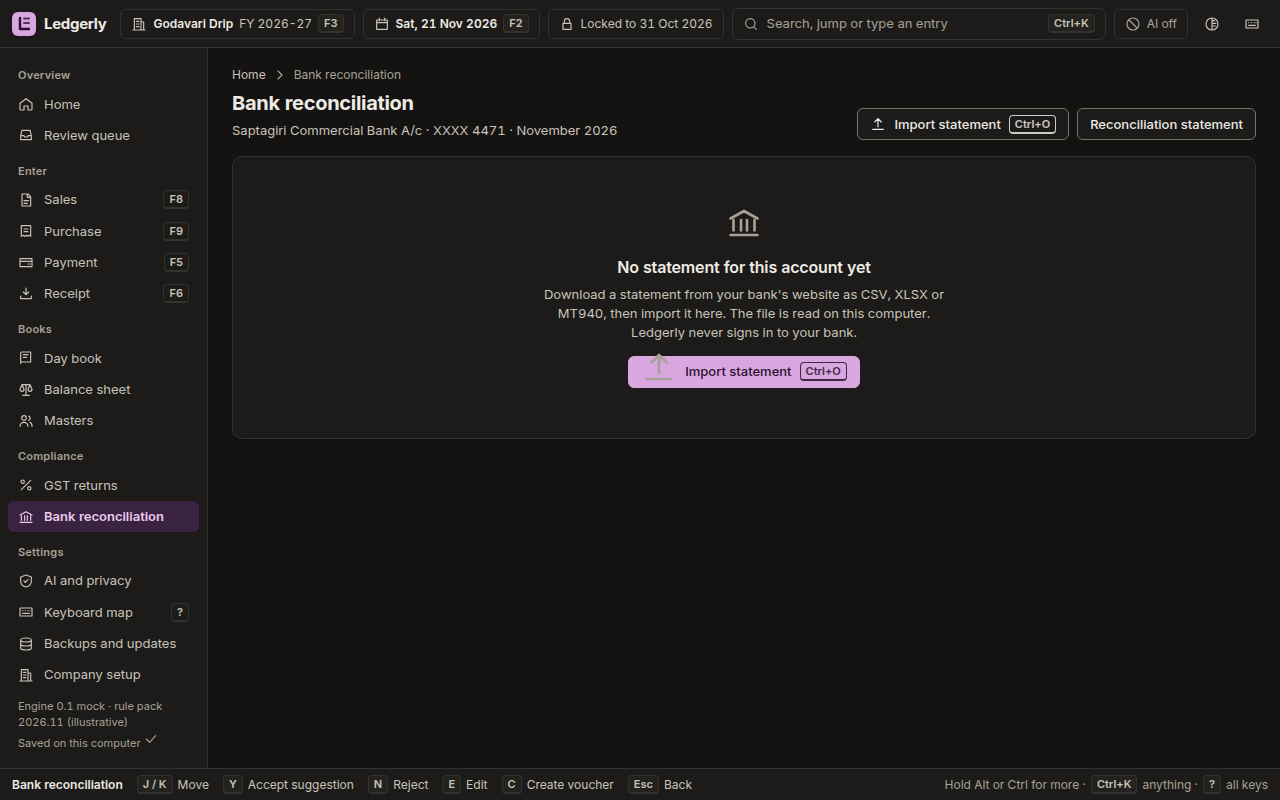 Ledgerly
Godavari Drip FY 2026-27 F3
Sat, 21 Nov 2026 F2
Locked to 31 Oct 2026
Search, jump or type an entry Ctrl+K
AI off
Overview
Home
Review queue
Enter
Sales F8
Purchase F9
Payment F5
Receipt F6
Books
Day book
Balance sheet
Masters
Compliance
GST returns
Bank reconciliation
Settings
AI and privacy
Keyboard map ?
Backups and updates
Company setup
Engine 0.1 mock · rule pack
2026.11 (illustrative)
Saved on this computer
Home Bank reconciliation
Bank reconciliation
Saptagiri Commercial Bank A/c · XXXX 4471 · November 2026
Import statement Ctrl+O
Reconciliation statement
No statement for this account yet
Download a statement from your bank's website as CSV, XLSX or
MT940, then import it here. The file is read on this computer.
Ledgerly never signs in to your bank.
Import statement Ctrl+O
Bank reconciliation J / K Move Y Accept suggestion N Reject E Edit C Create voucher Esc Back
Hold Alt or Ctrl for more · Ctrl+K anything · ? all keys